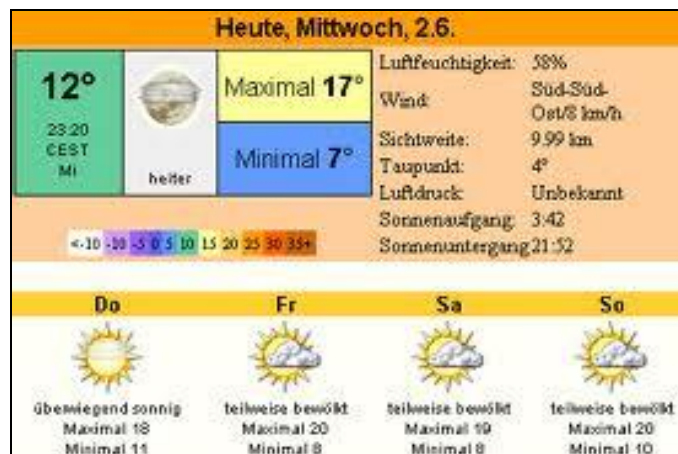 Heute, Mittwoch, 2.6.
12°
23:20
CEST
Mi
heiter
Maximal 17°
Minimal 7°
Luftfeuchtigkeit: 58%
Wind: Süd-Süd-
Ost/8 km/h
Sichtweite: 9.99 km
Taupunkt: 4°
Luftdruck: Unbekannt
Sonnenaufgang: 3:42
Sonnenuntergang 21:52
<-10 -10 -5 0 5 10 15 20 25 30 35+
Do Fr Sa So
überwiegend sonnig teilweise bewölkt teilweise bewölkt teilweise bewölkt
Maximal 18 Maximal 20 Maximal 19 Maximal 20
Minimal 11 Minimal 8 Minimal 8 Minimal 10